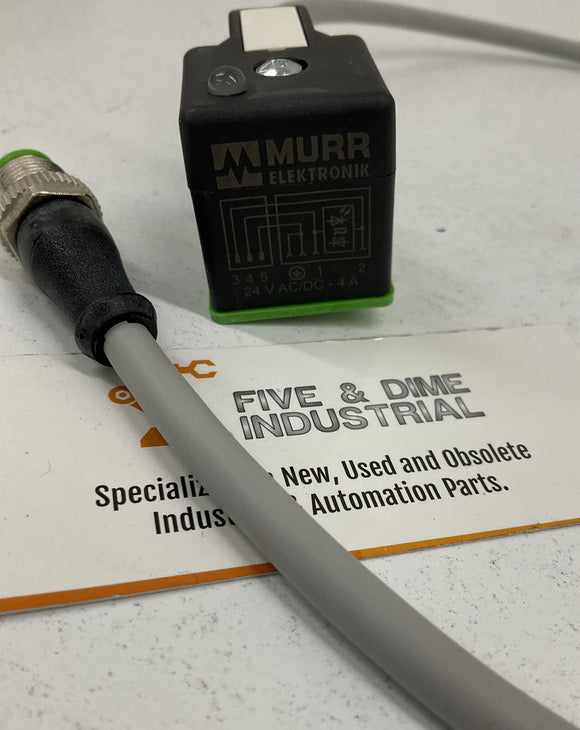 MURR
ELEKTRONIK
3 4 5 1 2
24 V AC/DC - 4 A
FIVE & DIME
INDUSTRIAL
New, Used and Obsolete
Automation Parts.